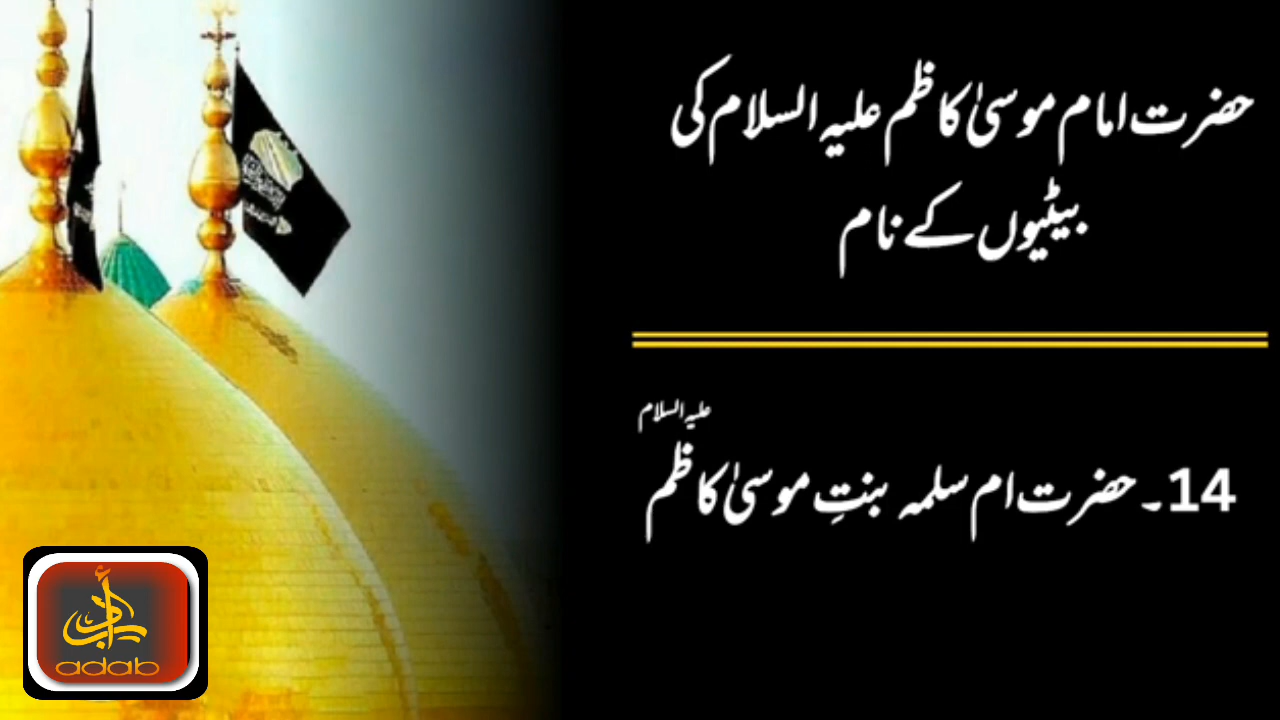 حضرت امام موسیٰ کاظم علیہ السلام کی
بیٹیوں کے نام
علیہ السلام
14۔ حضرت ام سلمہ بنتِ موسیٰ کاظم
أدب
adab